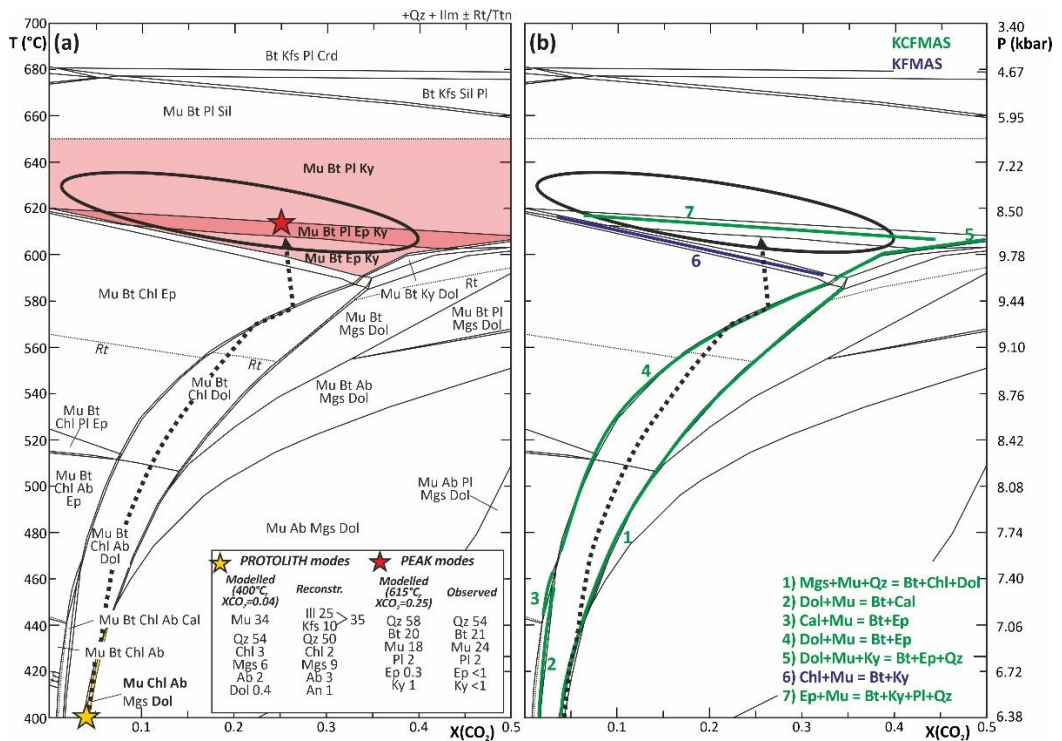 +Qz + Ilm ± Rt/Ttn
700
T (°C)
(a)
Bt Kfs Pl Crd
680
Bt Kfs Sil Pl
Mu Bt Pl Sil
660
640
Mu Bt Pl Ky
620
Mu Bt Pl Ep Ky
Mu Bt Ep Ky
600
Mu Bt Chl Ep
Mu Bt Ky Dol
Rt
580
Mu Bt
Mgs Dol
Mu Bt Pl
Mgs Dol
Rt
Rt
560
Mu Bt
Chl Dol
Mu Bt Ab
Mgs Dol
540
Mu Bt
Chl Pl Ep
520
Mu Bt
Chl Ab
Ep
500
Mu Ab Pl
Mgs Dol
480
Mu Ab Mgs Dol
Mu Bt
Chl Ab
Dol
460
Mu Bt Chl Ab Cal
440
Mu Bt Chl Ab
420
Mu Chl Ab
Mgs Dol
400
0.1
0.2
0.3
0.4
0.5
X(CO₂)
PROTOLITH modes
PEAK modes
Modelled
(400°C,
XCO₂=0.04)
Reconstr.
Modelled
(615°C,
XCO₂=0.25)
Observed
Mu 34
Ill 25
Kfs 10
35
Qz 54
Qz 50
Chl 3
Chl 2
Mgs 6
Mgs 9
Ab 2
Ab 3
Dol 0.4
An 1
Qz 58
Qz 54
Bt 20
Bt 21
Mu 18
Mu 24
Pl 2
Pl 2
Ep 0.3
Ep <1
Ky 1
Ky <1
(b)
KCFMAS
KFMAS
3.40
P (kbar)
4.67
5.95
7.22
8.50
9.78
9.44
9.10
8.76
8.42
8.08
7.74
7.40
7.06
6.72
6.38
7
5
6
4
1
3
2
1) Mgs+Mu+Qz = Bt+Chl+Dol
2) Dol+Mu = Bt+Cal
3) Cal+Mu = Bt+Ep
4) Dol+Mu = Bt+Ep
5) Dol+Mu+Ky = Bt+Ep+Qz
6) Chl+Mu = Bt+Ky
7) Ep+Mu = Bt+Ky+Pl+Qz
0.1
0.2
0.3
0.4
X(CO₂)
0.5